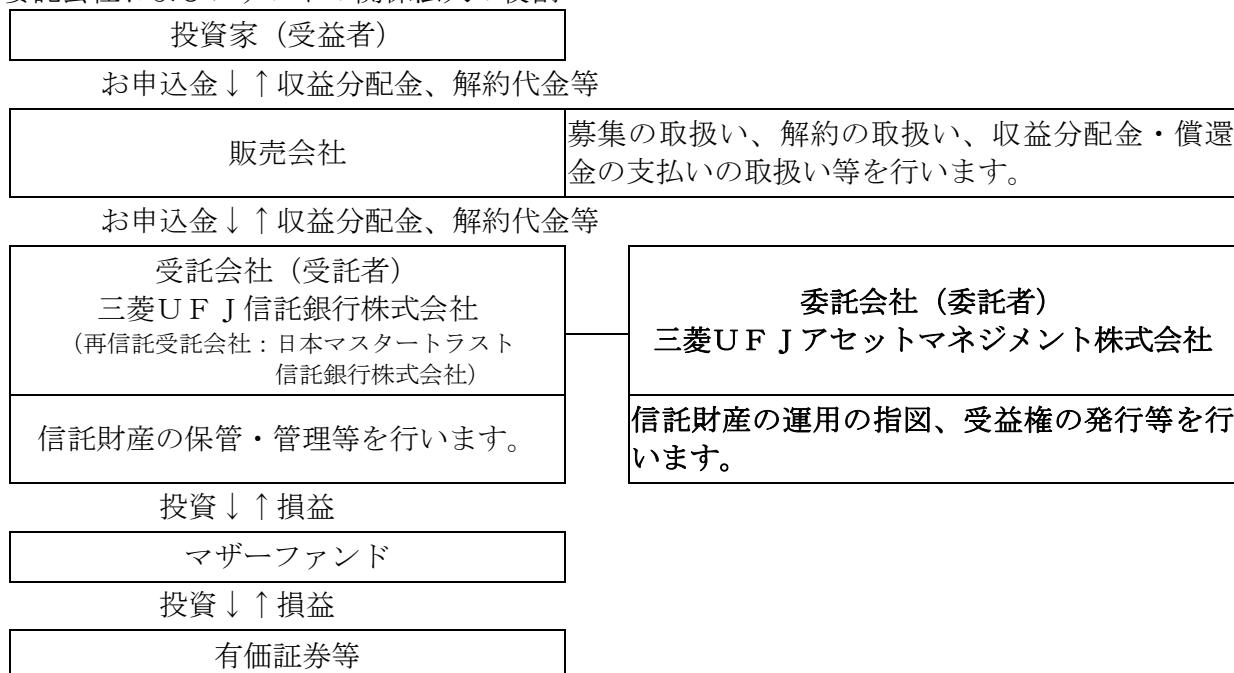 投資家（受益者）
お申込金↓↑収益分配金、解約代金等
販売会社
募集の取扱い、解約の取扱い、収益分配金・償還
金の支払いの取扱い等を行います。
お申込金↓↑収益分配金、解約代金等
受託会社（受託者）
三菱ＵＦＪ信託銀行株式会社
（再信託受託会社：日本マスタートラスト
信託銀行株式会社）
委託会社（委託者）
三菱ＵＦＪアセットマネジメント株式会社
信託財産の保管・管理等を行います。
信託財産の運用の指図、受益権の発行等を行
います。
投資↓↑損益
マザーファンド
投資↓↑損益
有価証券等